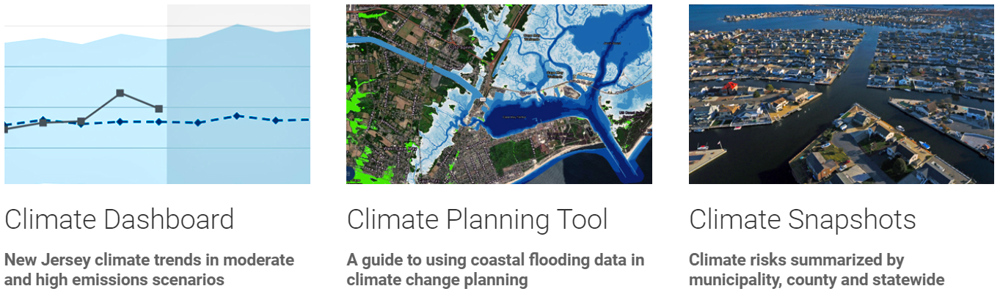 Climate Dashboard
New Jersey climate trends in moderate
and high emissions scenarios
Climate Planning Tool
A guide to using coastal flooding data in
climate change planning
Climate Snapshots
Climate risks summarized by
municipality, county and statewide